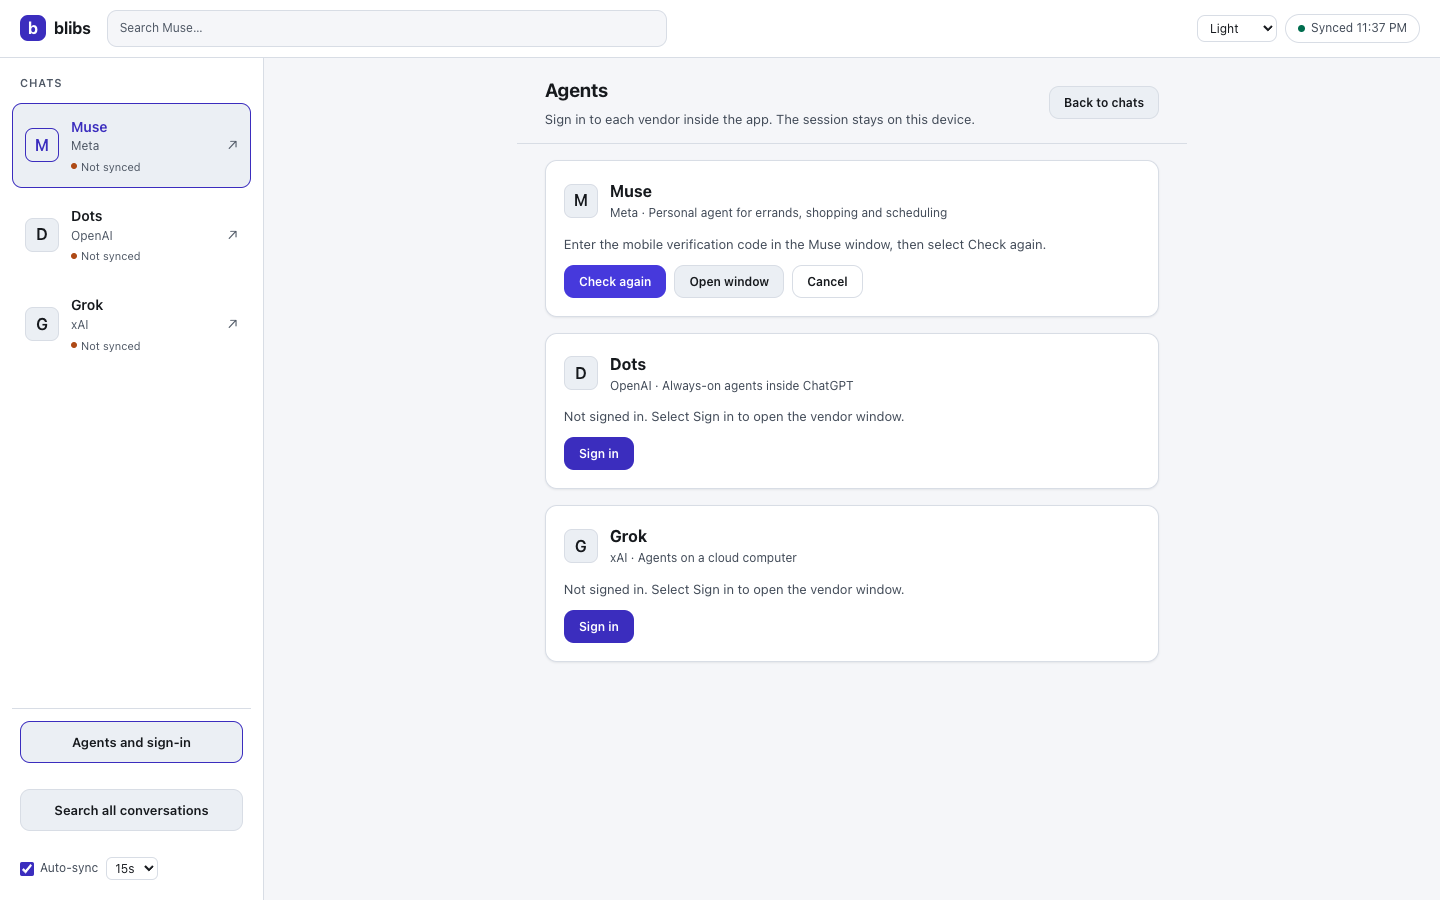 b blibs
Search Muse...
Light
Synced 11:37 PM
CHATS
M
Muse
Meta
Not synced
D
Dots
OpenAI
Not synced
G
Grok
xAI
Not synced
Agents and sign-in
Search all conversations
Auto-sync
15s
Agents
Sign in to each vendor inside the app. The session stays on this device.
Back to chats
M
Muse
Meta · Personal agent for errands, shopping and scheduling
Enter the mobile verification code in the Muse window, then select Check again.
Check again
Open window
Cancel
D
Dots
OpenAI · Always-on agents inside ChatGPT
Not signed in. Select Sign in to open the vendor window.
Sign in
G
Grok
xAI · Agents on a cloud computer
Not signed in. Select Sign in to open the vendor window.
Sign in